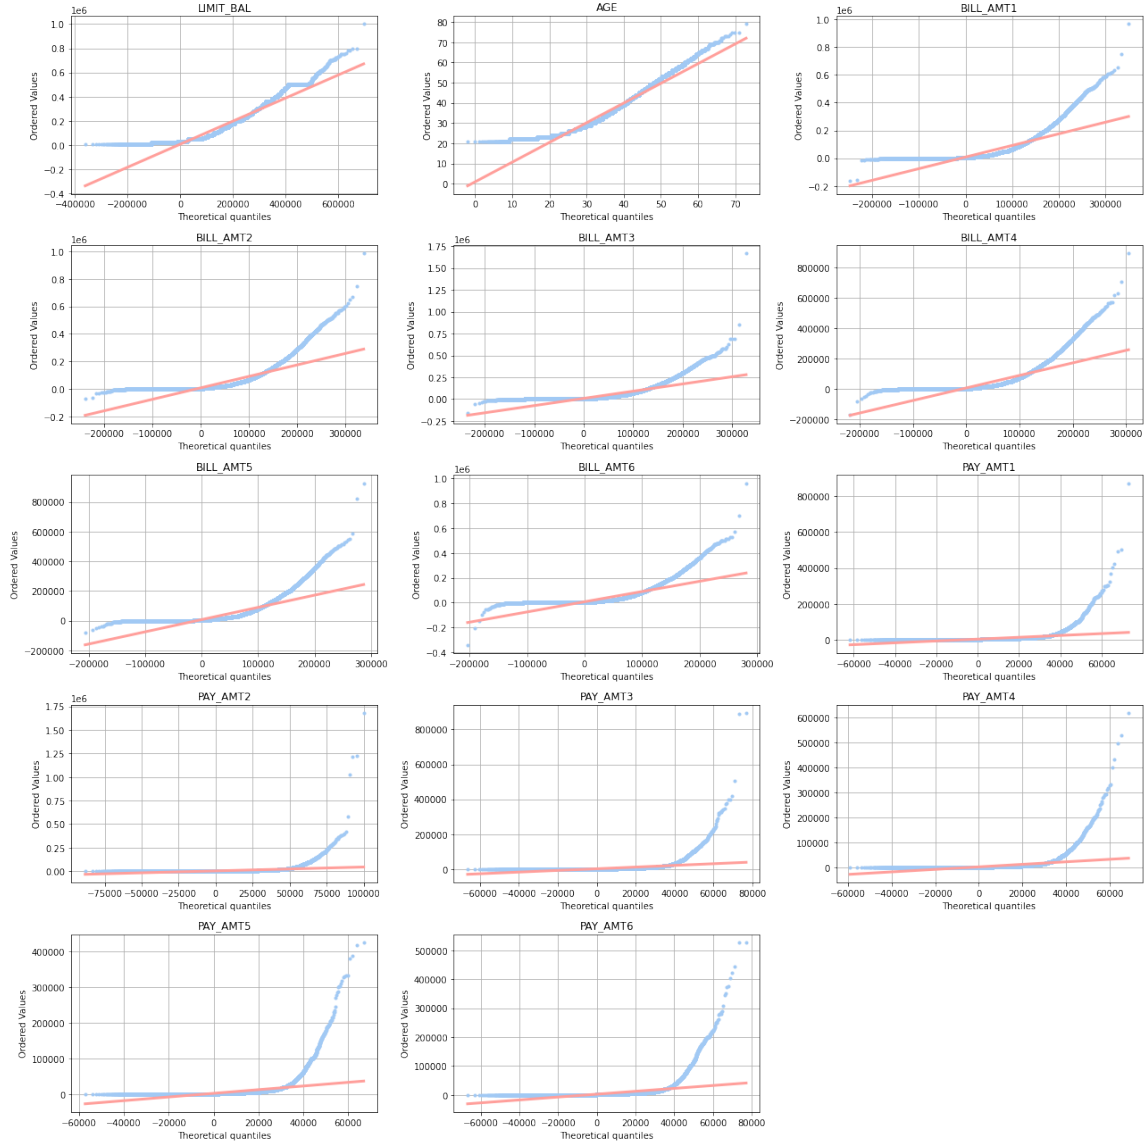 LIMIT_BAL
1e6
1.0
0.8
0.6
0.4
0.2
0.0
−0.2
−0.4
Ordered Values
−400000 −200000 0 200000 400000 600000
Theoretical quantiles
AGE
80
70
60
50
40
30
20
10
0
Ordered Values
0 10 20 30 40 50 60 70
Theoretical quantiles
BILL_AMT1
1e6
1.0
0.8
0.6
0.4
0.2
0.0
−0.2
Ordered Values
−200000 −100000 0 100000 200000 300000
Theoretical quantiles
BILL_AMT2
1e6
1.0
0.8
0.6
0.4
0.2
0.0
−0.2
Ordered Values
−200000 −100000 0 100000 200000 300000
Theoretical quantiles
BILL_AMT3
1e6
1.75
1.50
1.25
1.00
0.75
0.50
0.25
0.00
−0.25
Ordered Values
−200000 −100000 0 100000 200000 300000
Theoretical quantiles
BILL_AMT4
800000
600000
400000
200000
0
−200000
Ordered Values
−200000 −100000 0 100000 200000 300000
Theoretical quantiles
BILL_AMT5
800000
600000
400000
200000
0
−200000
Ordered Values
−200000 −100000 0 100000 200000 300000
Theoretical quantiles
BILL_AMT6
1e6
1.0
0.8
0.6
0.4
0.2
0.0
−0.2
−0.4
Ordered Values
−200000 −100000 0 100000 200000 300000
Theoretical quantiles
PAY_AMT1
800000
600000
400000
200000
0
Ordered Values
−60000 −40000 −20000 0 20000 40000 60000
Theoretical quantiles
PAY_AMT2
1e6
1.75
1.50
1.25
1.00
0.75
0.50
0.25
0.00
Ordered Values
−75000 −50000 −25000 0 25000 50000 75000 100000
Theoretical quantiles
PAY_AMT3
800000
600000
400000
200000
0
Ordered Values
−60000 −40000 −20000 0 20000 40000 60000 80000
Theoretical quantiles
PAY_AMT4
600000
500000
400000
300000
200000
100000
0
Ordered Values
−60000 −40000 −20000 0 20000 40000 60000
Theoretical quantiles
PAY_AMT5
400000
300000
200000
100000
0
Ordered Values
−60000 −40000 −20000 0 20000 40000 60000
Theoretical quantiles
PAY_AMT6
500000
400000
300000
200000
100000
0
Ordered Values
−80000 −60000 −40000 −20000 0 20000 40000 60000 80000
Theoretical quantiles